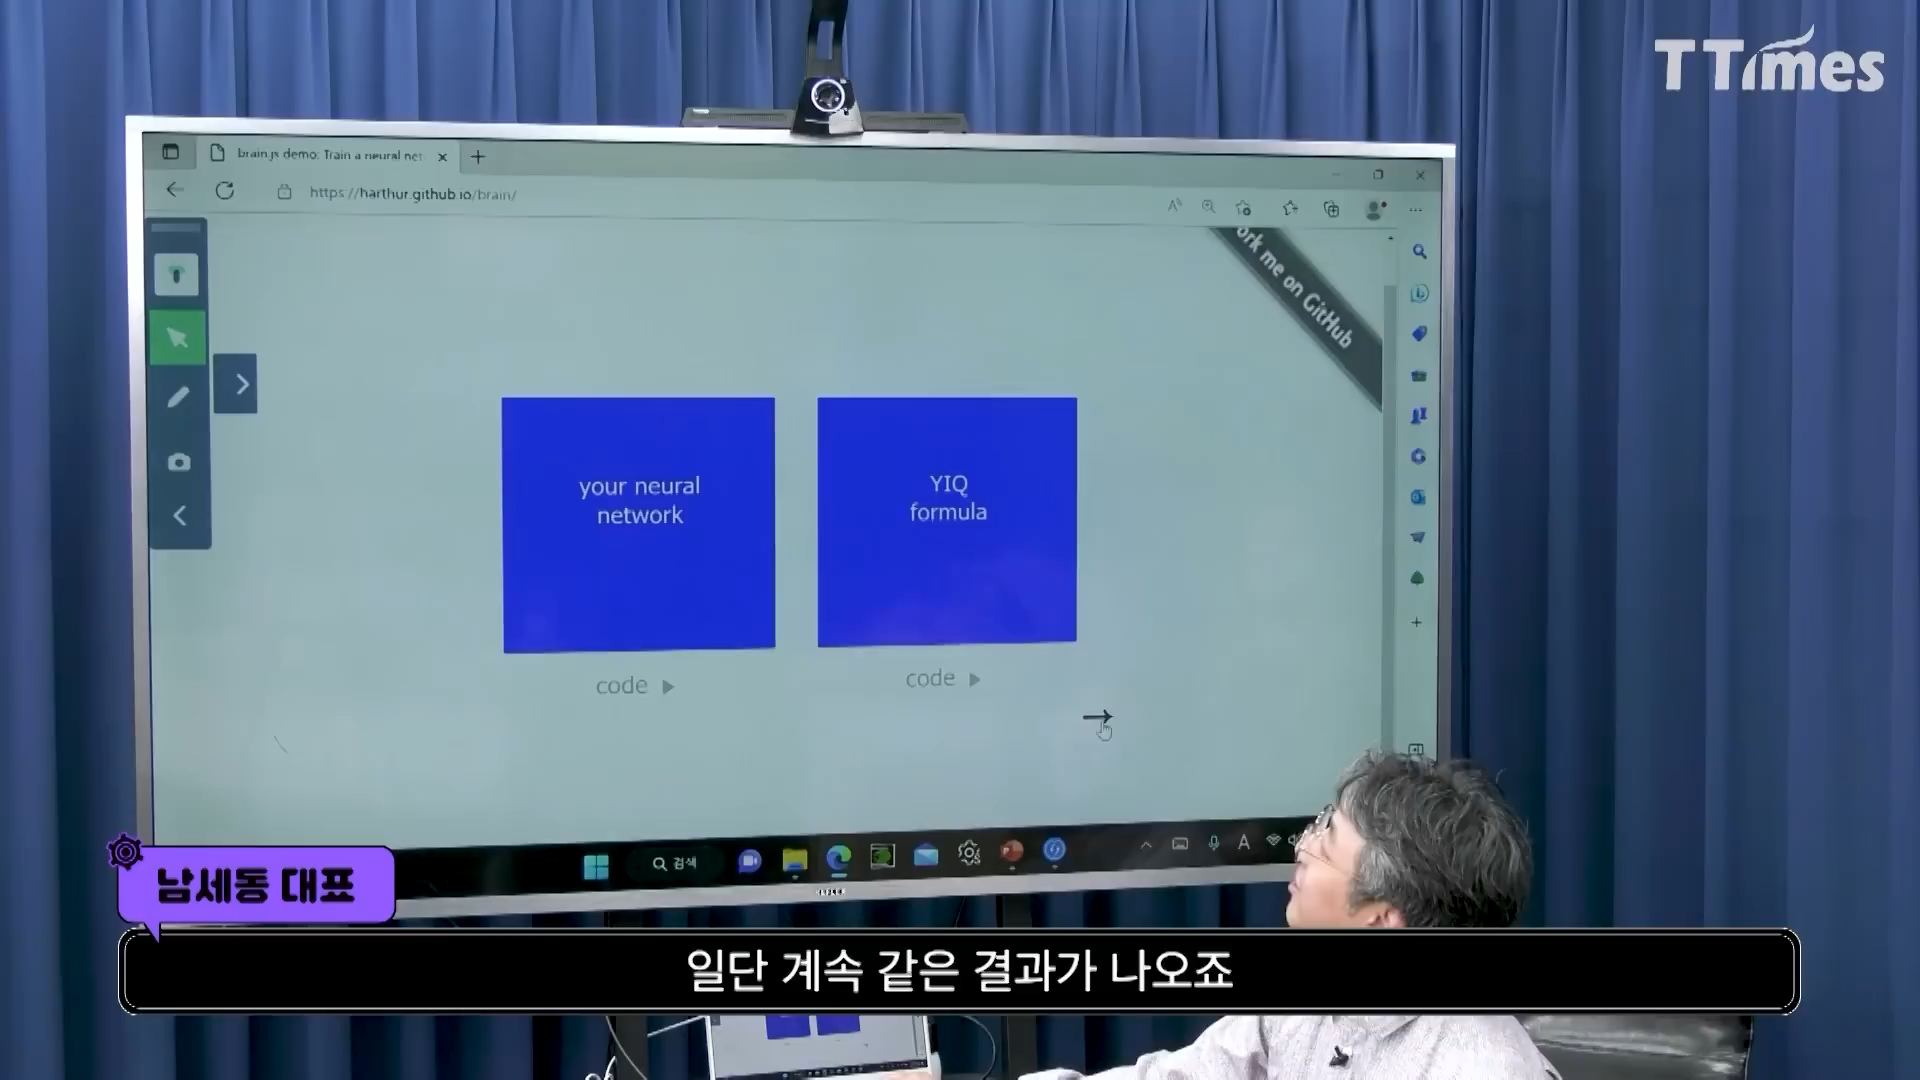 TTimes
brain.js demo: Train a neural net
https://harthur.github.io/brain/
ork me on GitHub
your neural
network
YIQ
formula
code
code
검색
A
남세동 대표
일단 계속 같은 결과가 나오죠